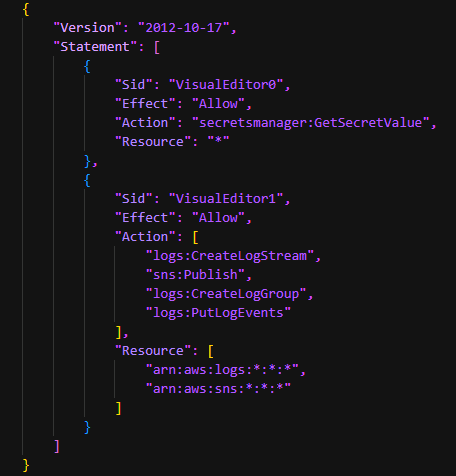 {
    "Version": "2012-10-17",
    "Statement": [
        {
            "Sid": "VisualEditor0",
            "Effect": "Allow",
            "Action": "secretsmanager:GetSecretValue",
            "Resource": "*"
        },
        {
            "Sid": "VisualEditor1",
            "Effect": "Allow",
            "Action": [
                "logs:CreateLogStream",
                "sns:Publish",
                "logs:CreateLogGroup",
                "logs:PutLogEvents"
            ],
            "Resource": [
                "arn:aws:logs:*:*:*",
                "arn:aws:sns:*:*:*"
            ]
        }
    ]
}